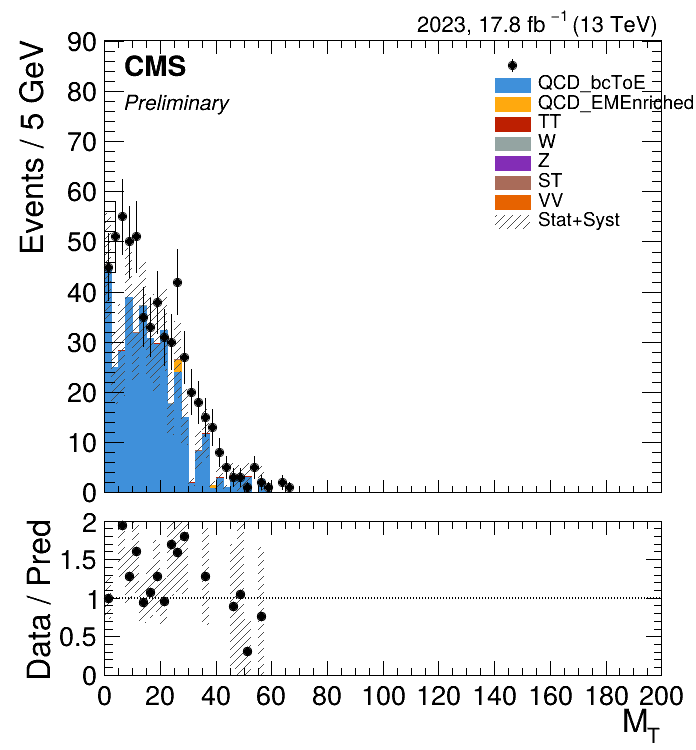 2023, 17.8 fb⁻¹ (13 TeV)
CMS
Preliminary
Events / 5 GeV
90
80
70
60
50
40
30
20
10
0
QCD_bcToE
QCD_EMEnriched
TT
W
Z
ST
VV
Stat+Syst
Data / Pred
2
1.5
1
0.5
0
0 20 40 60 80 100 120 140 160 180 200
M_T